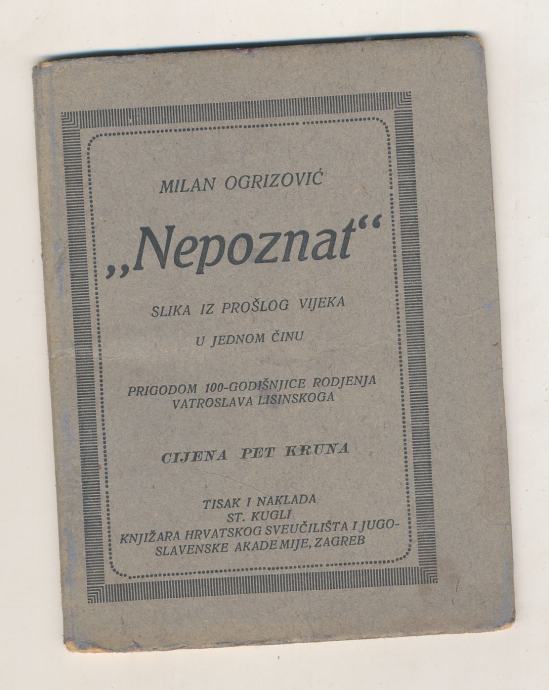 MILAN OGRIZOVIĆ
„Nepoznat“
SLIKA IZ PROŠLOG VIJEKA
U JEDNOM ČINU
PRIGODOM 100-GODIŠNJICE RODJENJA
VATROSLAVA LISINSKOGA
CIJENA PET KRUNA
TISAK I NAKLADA
ST. KUGLI
KNJIŽARA HRVATSKOG SVEUČILIŠTA I JUGO-
SLAVENSKE AKADEMIJE, ZAGREB